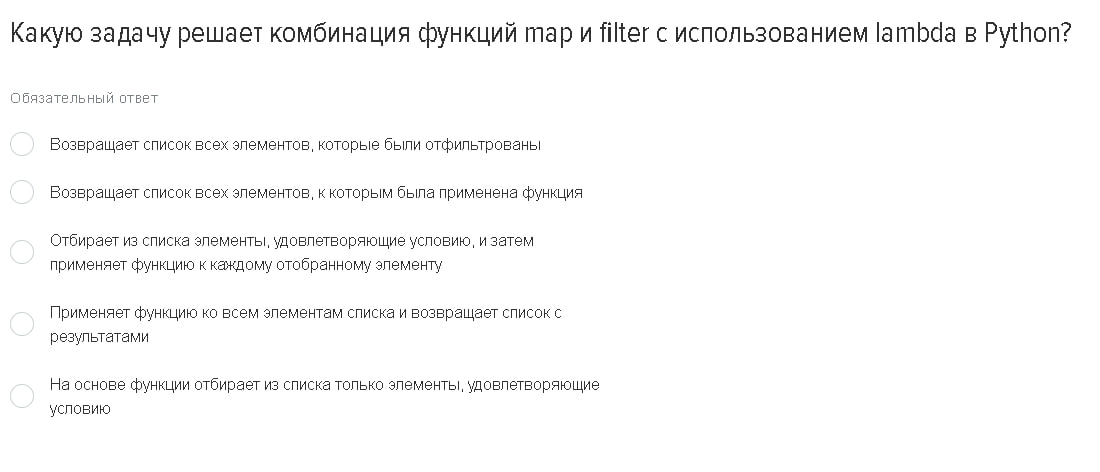 Какую задачу решает комбинация функций map и filter с использованием lambda в Python?
Обязательный ответ
Возвращает список всех элементов, которые были отфильтрованы
Возвращает список всех элементов, к которым была применена функция
Отбирает из списка элементы, удовлетворяющие условию, и затем
применяет функцию к каждому отобранному элементу
Применяет функцию ко всем элементам списка и возвращает список с
результатами
На основе функции отбирает из списка только элементы, удовлетворяющие
условию